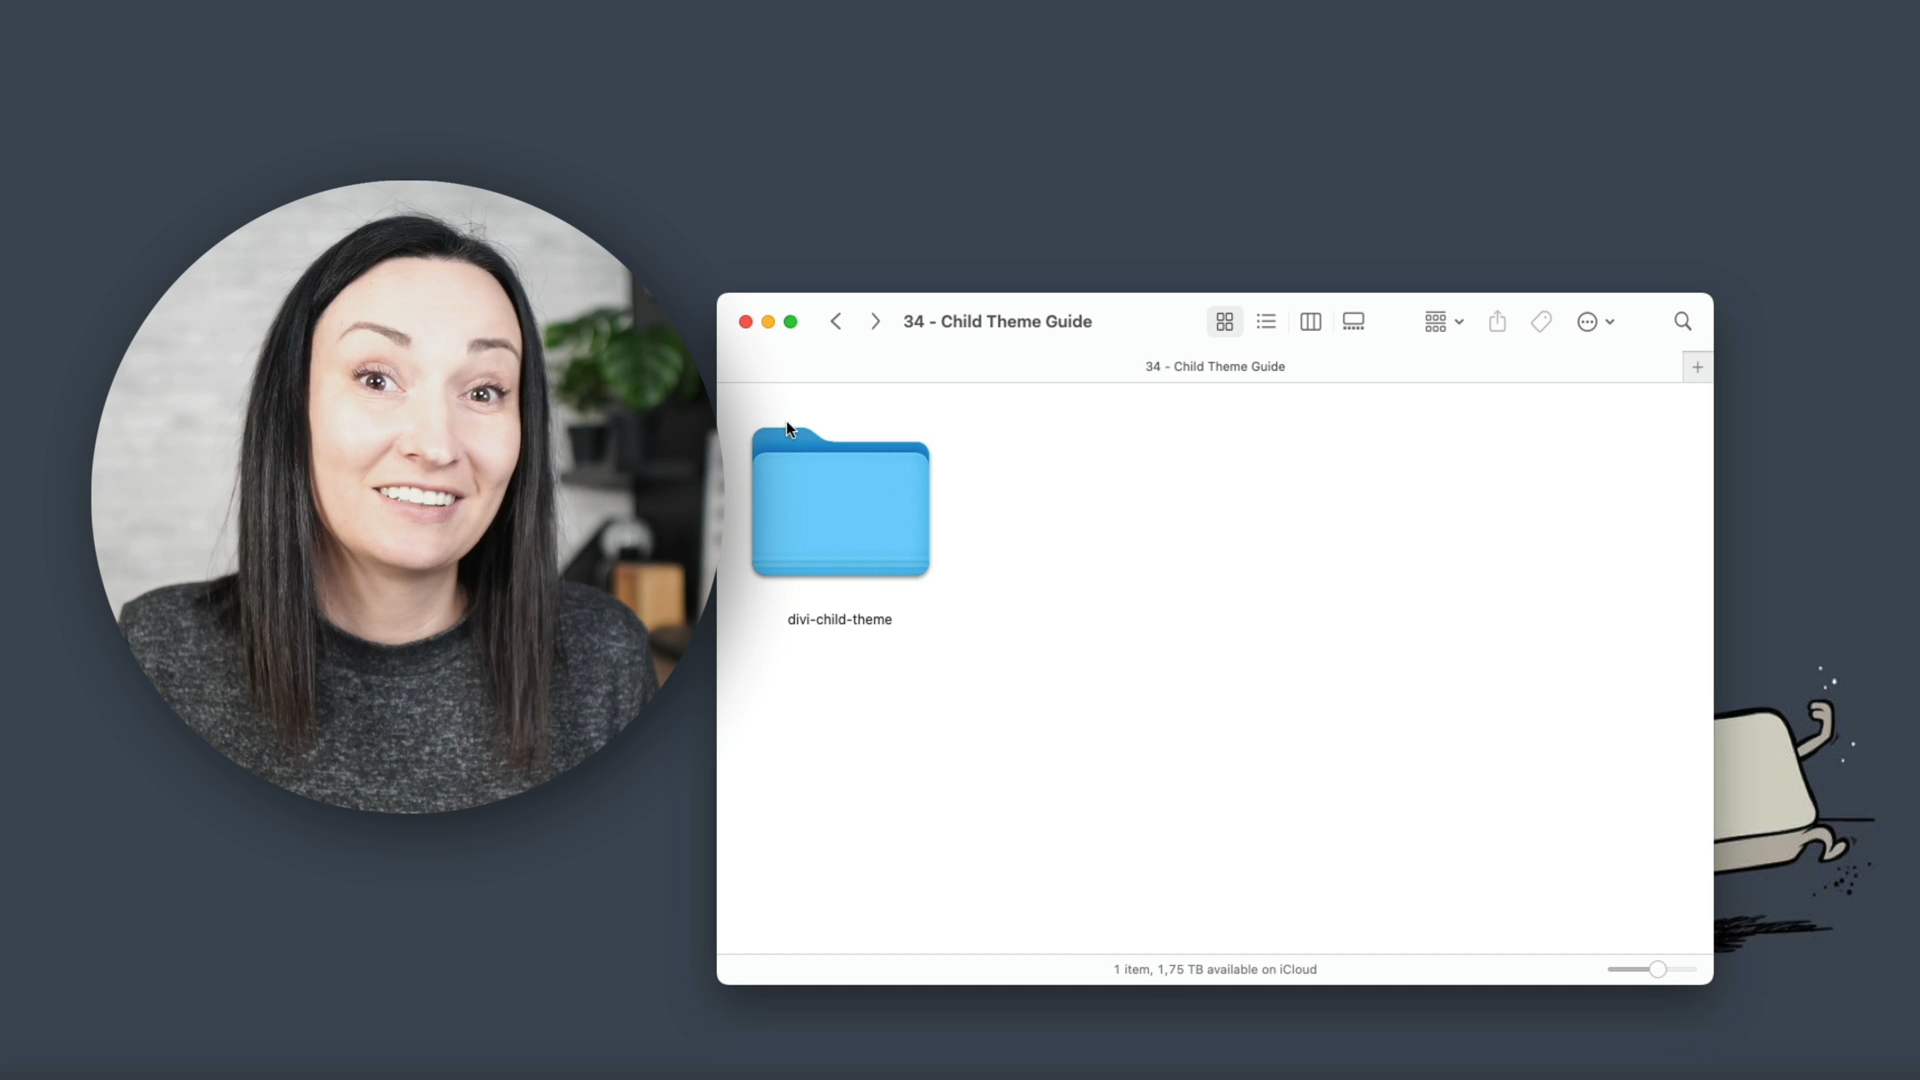 34 - Child Theme Guide
34 - Child Theme Guide
divi-child-theme
1 item, 1,75 TB available on iCloud